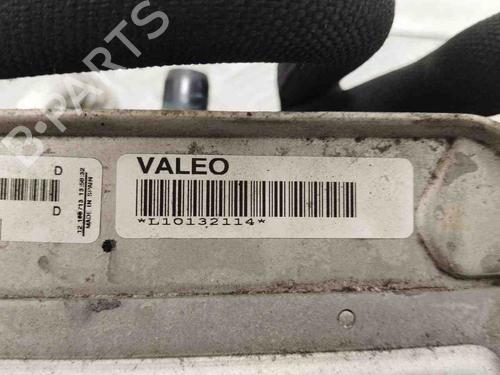 B-PARTS
VALEO
*L10132114*
D
D
MADE IN SPAIN